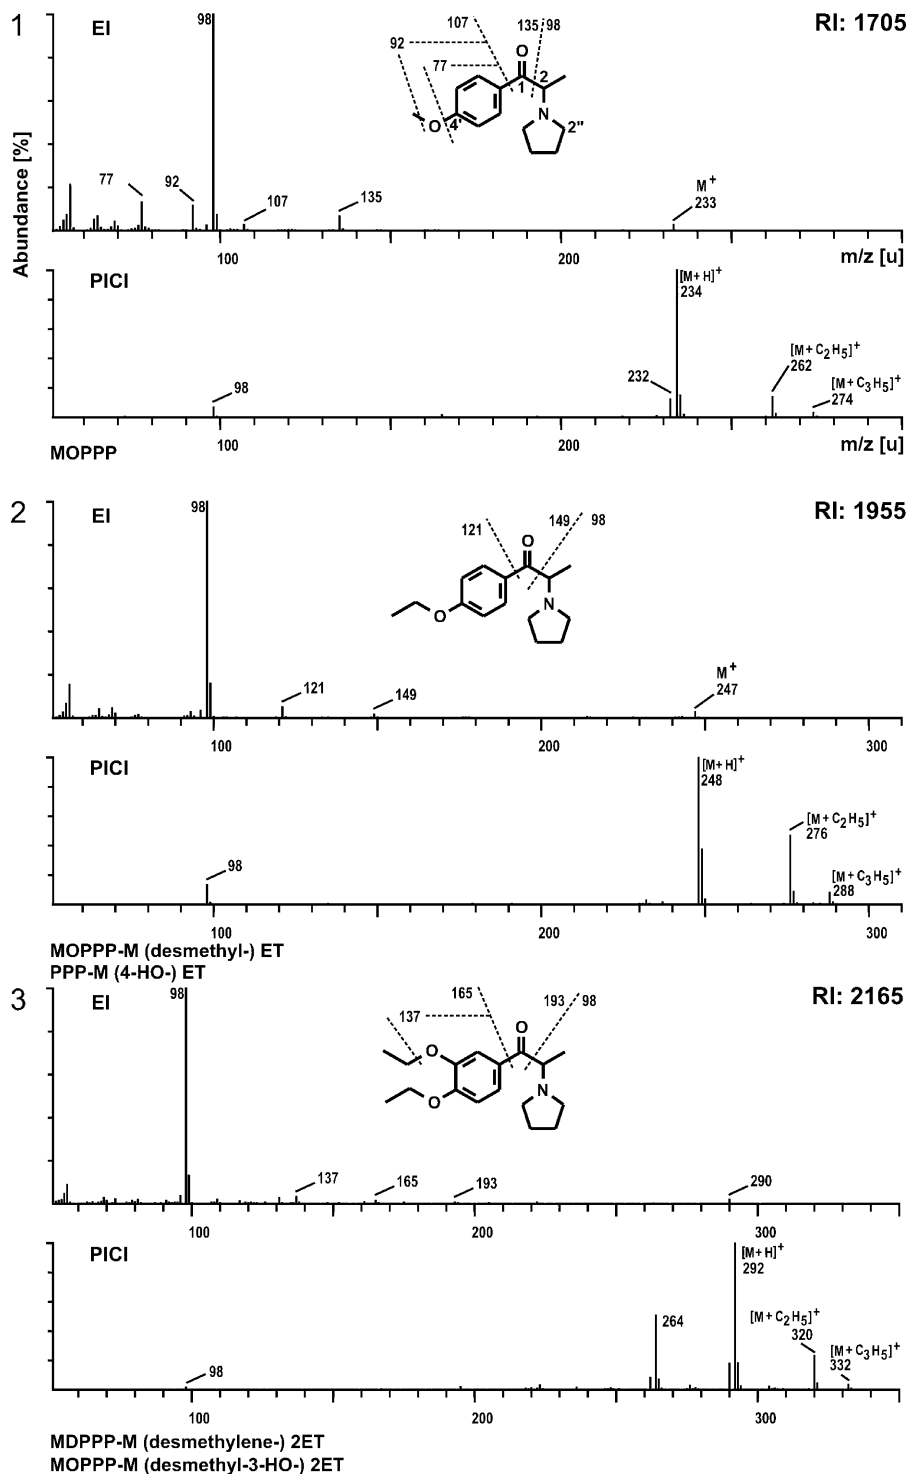 1
EI
RI: 1705
Abundance [%]
98
107
135
98
92
77
O
1
2
N
2"
4'
O
77
92
107
135
M+
233
100
200
m/z [u]
PICI
[M+H]+
234
232
[M+C2H5]+
262
[M+C3H5]+
274
98
100
200
m/z [u]
MOPPP
2
EI
RI: 1955
98
121
149
98
O
N
O
121
149
M+
247
100
200
300
PICI
[M+H]+
248
[M+C2H5]+
276
[M+C3H5]+
288
98
100
200
300
MOPPP-M (desmethyl-) ET
PPP-M (4-HO-) ET
3
EI
RI: 2165
98
165
193
98
137
O
O
O
N
137
165
193
290
100
200
300
PICI
[M+H]+
292
264
[M+C2H5]+
320
[M+C3H5]+
332
98
100
200
300
MDPPP-M (desmethylene-) 2ET
MOPPP-M (desmethyl-3-HO-) 2ET